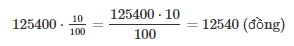 125400 · 10/100 = 125400 · 10/100 = 12540 (đồng)